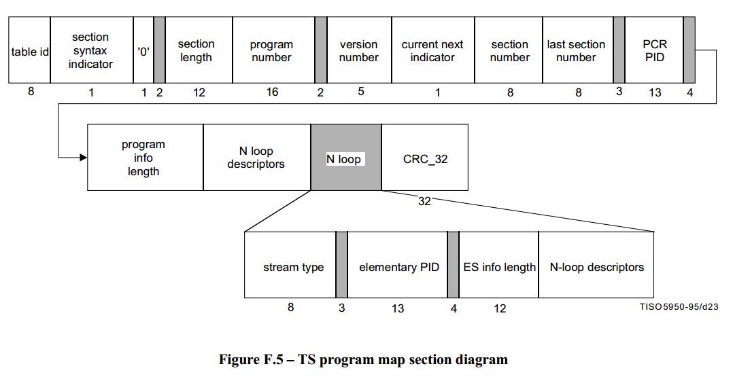 table id
section
syntax
indicator
'0'
section
length
program
number
version
number
current next
indicator
section
number
last section
number
PCR
PID
8 1 1 2 12 16 2 5 1 8 8 3 13 4
program
info
length
N loop
descriptors
N loop
CRC_32
32
stream type
elementary PID
ES info length
N-loop descriptors
8 3 13 4 12
TISO5950-95/d23
Figure F.5 – TS program map section diagram